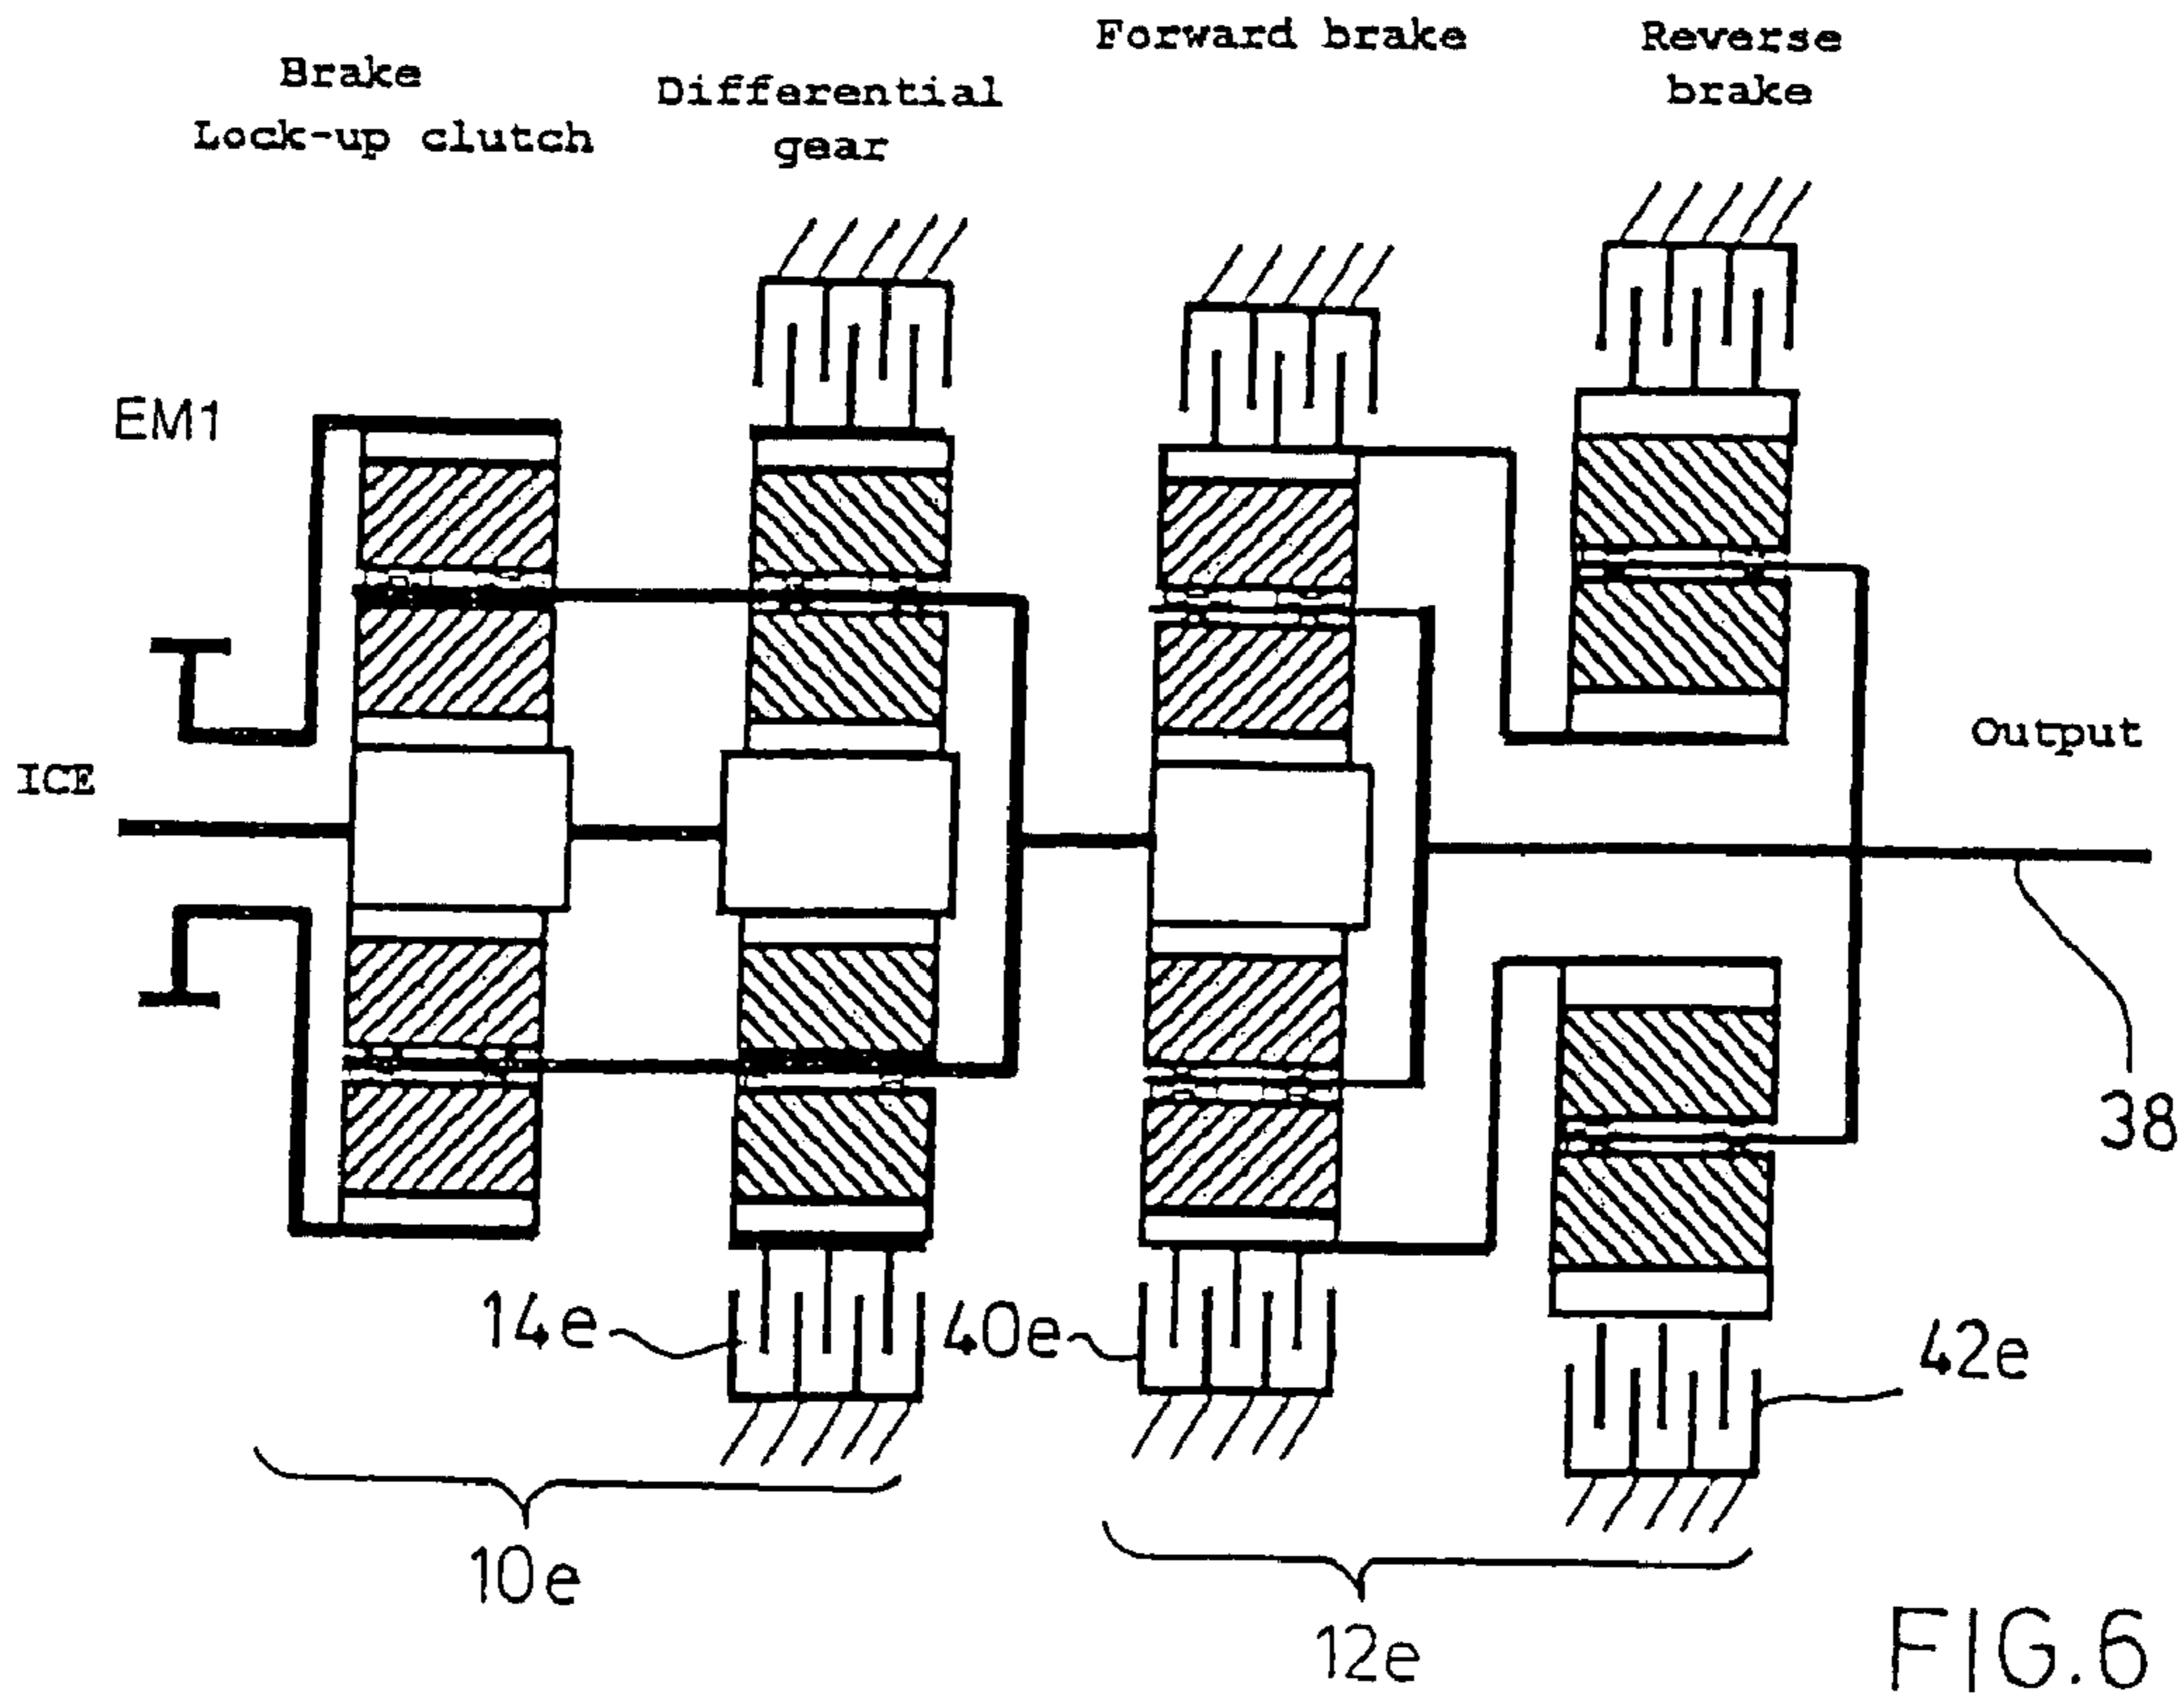 Brake
Lock-up clutch
Differential
gear
Forward brake
Reverse
brake
EM1
ICE
Output
38
14e
40e
42e
10e
12e
FIG.6